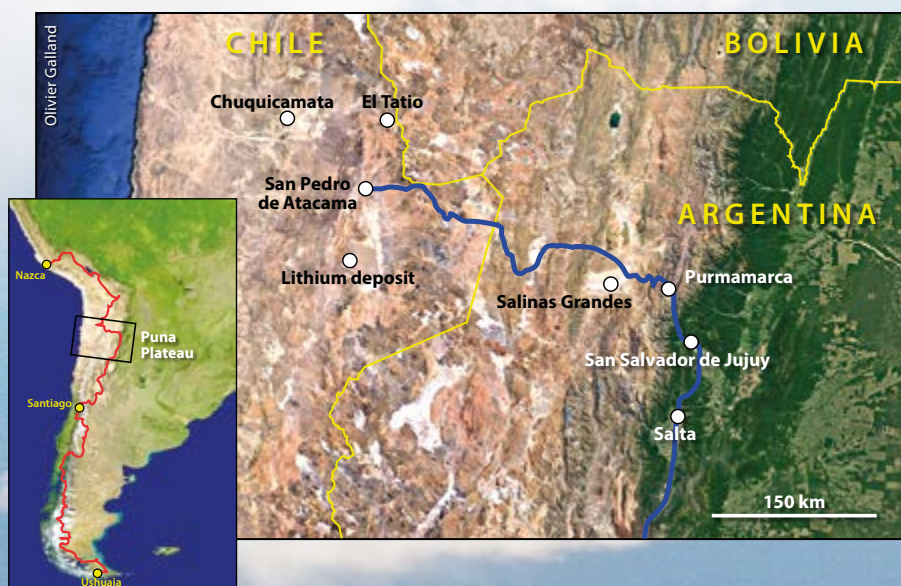 Olivier Galland
CHILE
BOLIVIA
Chuquicamata
El Tatio
San Pedro
de Atacama
ARGENTINA
Lithium deposit
Salinas Grandes
Purmamarca
San Salvador de Jujuy
Salta
150 km
Nazca
Puna
Plateau
Santiago
Ushuaia